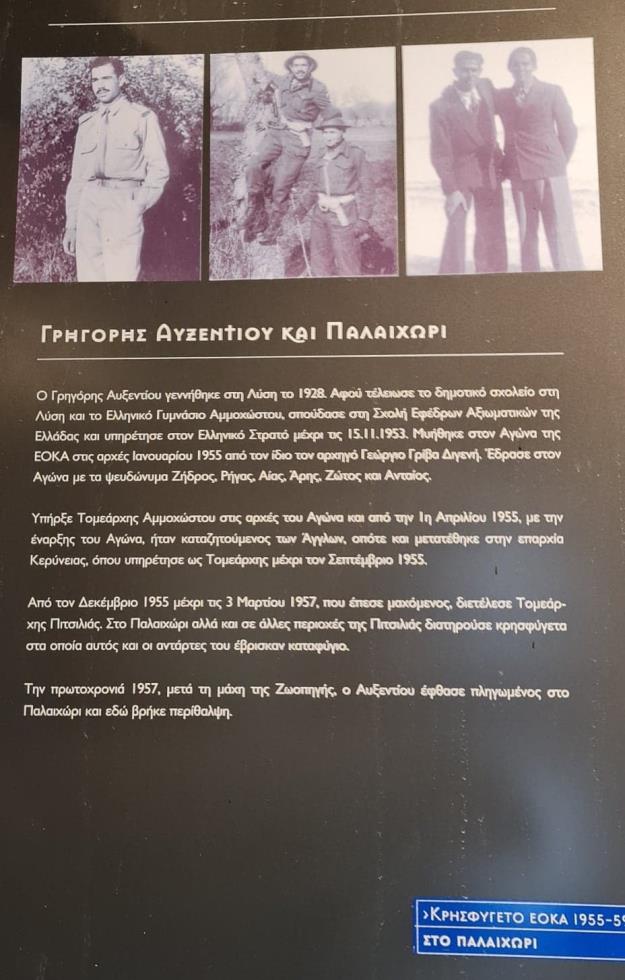 ΓΡΗΓΟΡΗΣ ΑΥΞΕΝΤΙΟΥ ΚΑΙ ΠΑΛΑΙΧΩΡΙ
Ο Γρηγόρης Αυξεντίου γεννήθηκε στη Λύση το 1928. Αφού τέλειωσε το δημοτικό σχολείο στη
Λύση και το Ελληνικό Γυμνάσιο Αμμοχώστου, σπούδασε στη Σχολή Εφέδρων Αξιωματικών της
Ελλάδας και υπηρέτησε στον Ελληνικό Στρατό μέχρι τις 15.11.1953. Μυήθηκε στον Αγώνα της
ΕΟΚΑ στις αρχές Ιανουαρίου 1955 από τον ίδιο τον αρχηγό Γεώργιο Γρίβα Διγενή. Έδρασε στον
Αγώνα με τα ψευδώνυμα Ζήδρος, Ρήγας, Αίας, Άρης, Ζώτος και Ανταίος.
Υπήρξε Τομεάρχης Αμμοχώστου στις αρχές του Αγώνα και από την 1η Απριλίου 1955, με την
έναρξης του Αγώνα, ήταν καταζητούμενος των Άγγλων, οπότε και μετατέθηκε στην επαρχία
Κερύνειας, όπου υπηρέτησε ως Τομεάρχης μέχρι τον Σεπτέμβριο 1955.
Από τον Δεκέμβριο 1955 μέχρι τις 3 Μαρτίου 1957, που έπεσε μαχόμενος, διετέλεσε Τομεάρ-
χης Πιτσιλιάς. Στο Παλαιχώρι αλλά και σε άλλες περιοχές της Πιτσιλιάς διατηρούσε κρησφύγετα
στα οποία αυτός και οι αντάρτες του έβρισκαν καταφύγιο.
Την πρωτοχρονιά 1957, μετά τη μάχη της Ζωοπηγής, ο Αυξεντίου έφθασε πληγωμένος στο
Παλαιχώρι και εδώ βρήκε περίθαλψη.
›ΚΡΗΣΦΥΓΕΤΟ ΕΟΚΑ 1955-59
ΣΤΟ ΠΑΛΑΙΧΩΡΙ